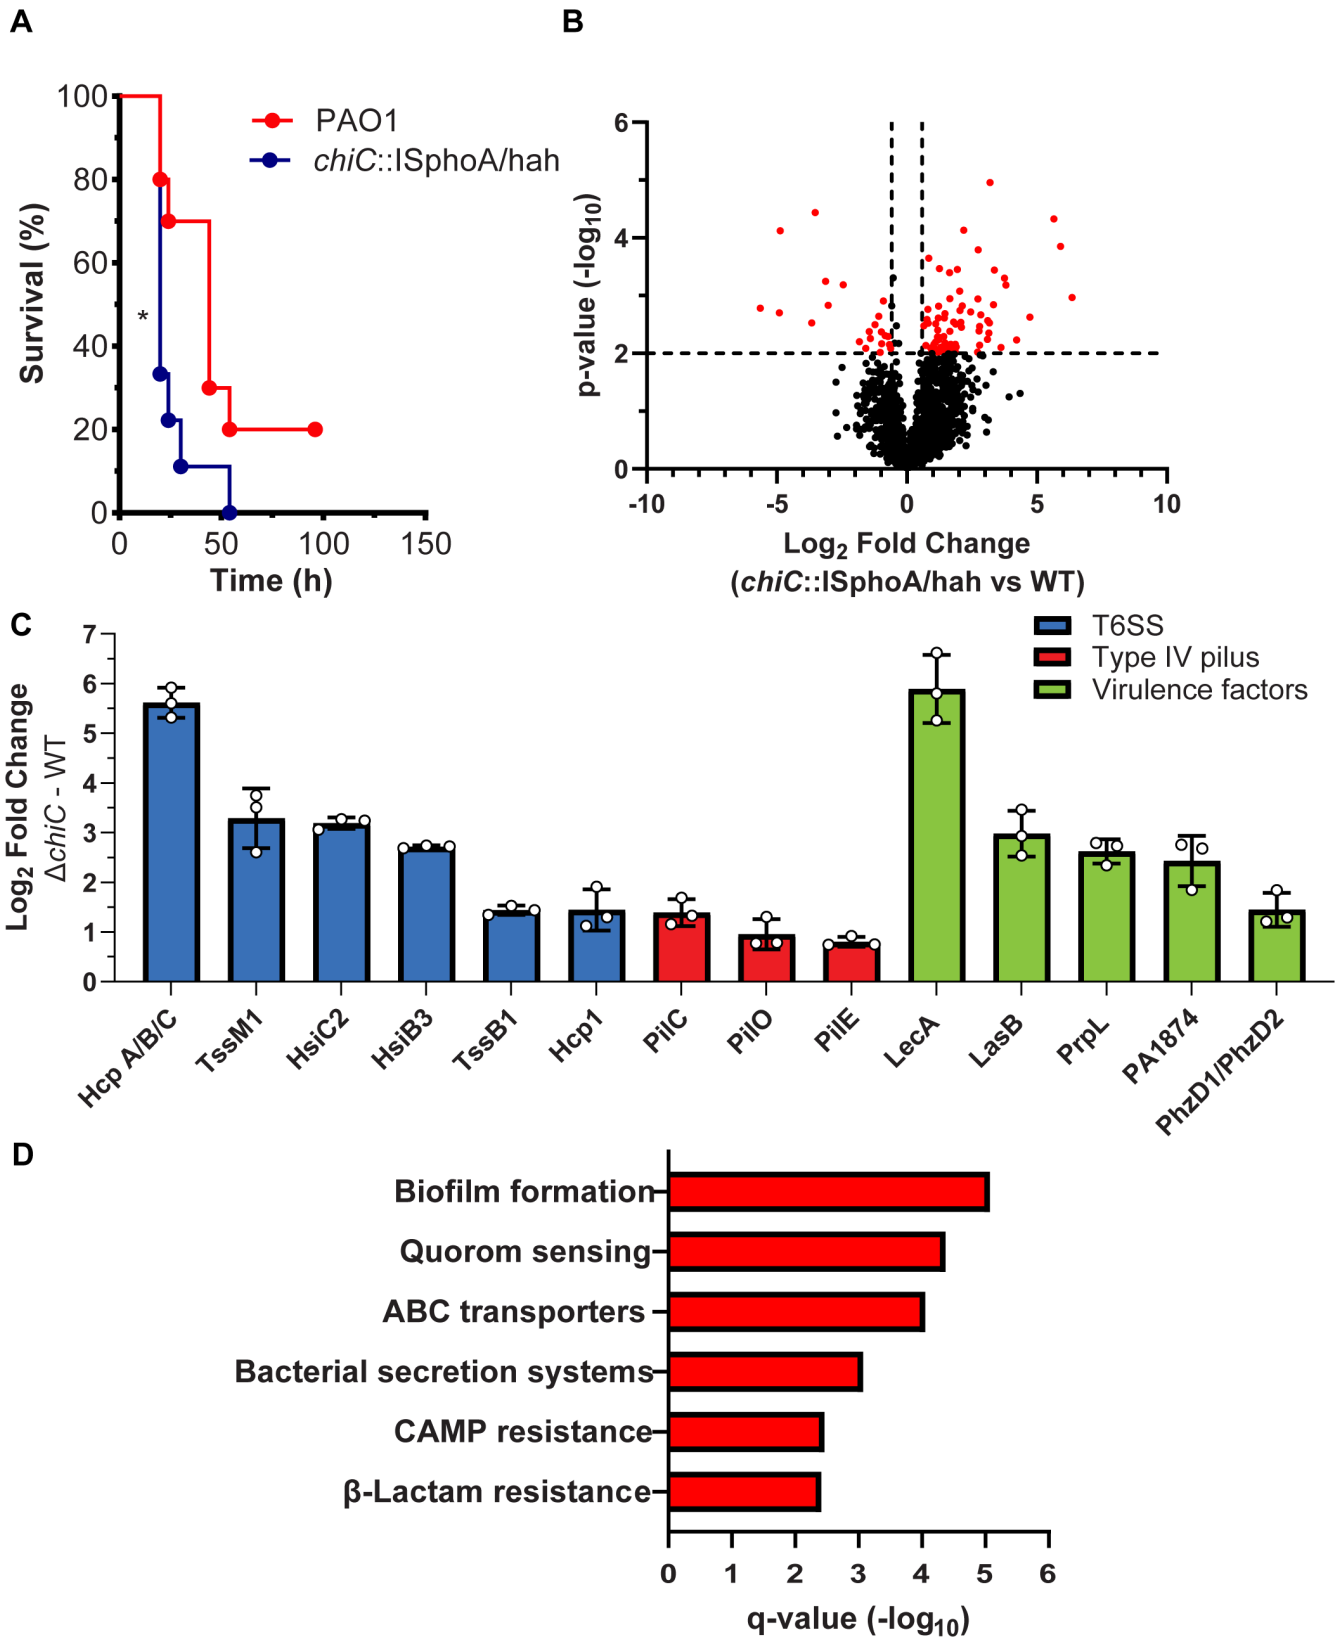 A
B
100
80
60
40
20
0
Survival (%)
*
PAO1
chiC::ISphoA/hah
0 50 100 150
Time (h)
6
4
2
0
p-value (-log10)
-10 -5 0 5 10
Log2 Fold Change
(chiC::ISphoA/hah vs WT)
C
7
6
5
4
3
2
1
0
Log2 Fold Change
ΔchiC - WT
T6SS
Type IV pilus
Virulence factors
Hcp A/B/C
TssM1
HsiC2
HsiB3
TssB1
Hcp1
PilC
PilO
PilE
LecA
LasB
PrpL
PA1874
PhzD1/PhzD2
D
Biofilm formation
Quorom sensing
ABC transporters
Bacterial secretion systems
CAMP resistance
β-Lactam resistance
0 1 2 3 4 5 6
q-value (-log10)